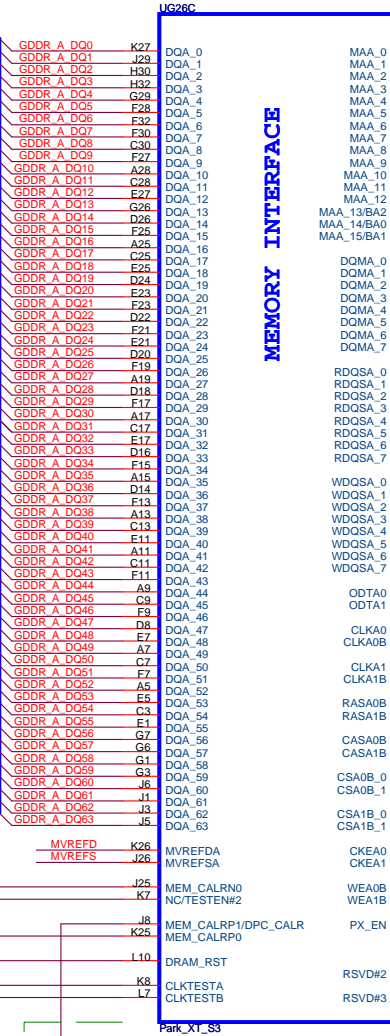 UG26C
GDDR_A_DQ0 K27 DQA_0 MAA_0
GDDR_A_DQ1 J29 DQA_1 MAA_1
GDDR_A_DQ2 H30 DQA_2 MAA_2
GDDR_A_DQ3 H32 DQA_3 MAA_3
GDDR_A_DQ4 G29 DQA_4 MAA_4
GDDR_A_DQ5 F28 DQA_5 MAA_5
GDDR_A_DQ6 F32 DQA_6 MAA_6
GDDR_A_DQ7 F30 DQA_7 MAA_7
GDDR_A_DQ8 C30 DQA_8 MAA_8
GDDR_A_DQ9 F27 DQA_9 MAA_9
GDDR_A_DQ10 A28 DQA_10 MAA_10
GDDR_A_DQ11 C28 DQA_11 MAA_11
GDDR_A_DQ12 E27 DQA_12 MAA_12
GDDR_A_DQ13 G26 DQA_13 MAA_13/BA2
GDDR_A_DQ14 D26 DQA_14 MAA_14/BA0
GDDR_A_DQ15 F25 DQA_15 MAA_15/BA1
GDDR_A_DQ16 A25 DQA_16
GDDR_A_DQ17 C25 DQA_17 DQMA_0
GDDR_A_DQ18 E25 DQA_18 DQMA_1
GDDR_A_DQ19 D24 DQA_19 DQMA_2
GDDR_A_DQ20 E23 DQA_20 DQMA_3
GDDR_A_DQ21 F23 DQA_21 DQMA_4
GDDR_A_DQ22 D22 DQA_22 DQMA_5
GDDR_A_DQ23 F21 DQA_23 DQMA_6
GDDR_A_DQ24 E21 DQA_24 DQMA_7
GDDR_A_DQ25 D20 DQA_25
GDDR_A_DQ26 F19 DQA_26 RDQSA_0
GDDR_A_DQ27 A19 DQA_27 RDQSA_1
GDDR_A_DQ28 D18 DQA_28 RDQSA_2
GDDR_A_DQ29 F17 DQA_29 RDQSA_3
GDDR_A_DQ30 A17 DQA_30 RDQSA_4
GDDR_A_DQ31 C17 DQA_31 RDQSA_5
GDDR_A_DQ32 E17 DQA_32 RDQSA_6
GDDR_A_DQ33 D16 DQA_33 RDQSA_7
GDDR_A_DQ34 F15 DQA_34
GDDR_A_DQ35 A15 DQA_35 WDQSA_0
GDDR_A_DQ36 D14 DQA_36 WDQSA_1
GDDR_A_DQ37 F13 DQA_37 WDQSA_2
GDDR_A_DQ38 A13 DQA_38 WDQSA_3
GDDR_A_DQ39 C13 DQA_39 WDQSA_4
GDDR_A_DQ40 E11 DQA_40 WDQSA_5
GDDR_A_DQ41 A11 DQA_41 WDQSA_6
GDDR_A_DQ42 C11 DQA_42 WDQSA_7
GDDR_A_DQ43 F11 DQA_43
GDDR_A_DQ44 A9 DQA_44 ODTA0
GDDR_A_DQ45 C9 DQA_45 ODTA1
GDDR_A_DQ46 F9 DQA_46
GDDR_A_DQ47 D8 DQA_47 CLKA0
GDDR_A_DQ48 E7 DQA_48 CLKA0B
GDDR_A_DQ49 A7 DQA_49
GDDR_A_DQ50 C7 DQA_50 CLKA1
GDDR_A_DQ51 F7 DQA_51 CLKA1B
GDDR_A_DQ52 A5 DQA_52
GDDR_A_DQ53 E5 DQA_53 RASA0B
GDDR_A_DQ54 C3 DQA_54 RASA1B
GDDR_A_DQ55 E1 DQA_55
GDDR_A_DQ56 G7 DQA_56 CASA0B
GDDR_A_DQ57 G6 DQA_57 CASA1B
GDDR_A_DQ58 G1 DQA_58
GDDR_A_DQ59 G3 DQA_59 CSA0B_0
GDDR_A_DQ60 J6 DQA_60 CSA0B_1
GDDR_A_DQ61 J1 DQA_61
GDDR_A_DQ62 J3 DQA_62 CSA1B_0
GDDR_A_DQ63 J5 DQA_63 CSA1B_1
MEMORY INTERFACE
MVREFD K26 MVREFDA CKEA0
MVREFS J26 MVREFSA CKEA1
J25 MEM_CALRN0 WEA0B
K7 NC/TESTEN#2 WEA1B
J8 MEM_CALRP1/DPC_CALR PX_EN
K25 MEM_CALRP0
L10 DRAM_RST
RSVD#2
K8 CLKTESTA
L7 CLKTESTB RSVD#3
Park_XT_S3